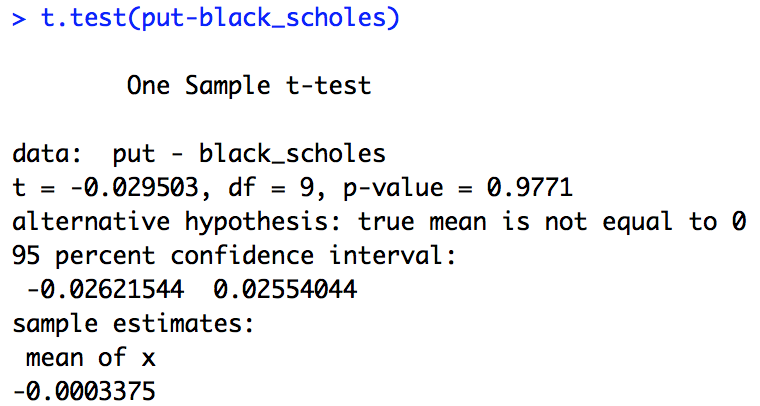 > t.test(put-black_scholes)
One Sample t-test
data:  put - black_scholes
t = -0.029503, df = 9, p-value = 0.9771
alternative hypothesis: true mean is not equal to 0
95 percent confidence interval:
-0.02621544  0.02554044
sample estimates:
mean of x
-0.0003375